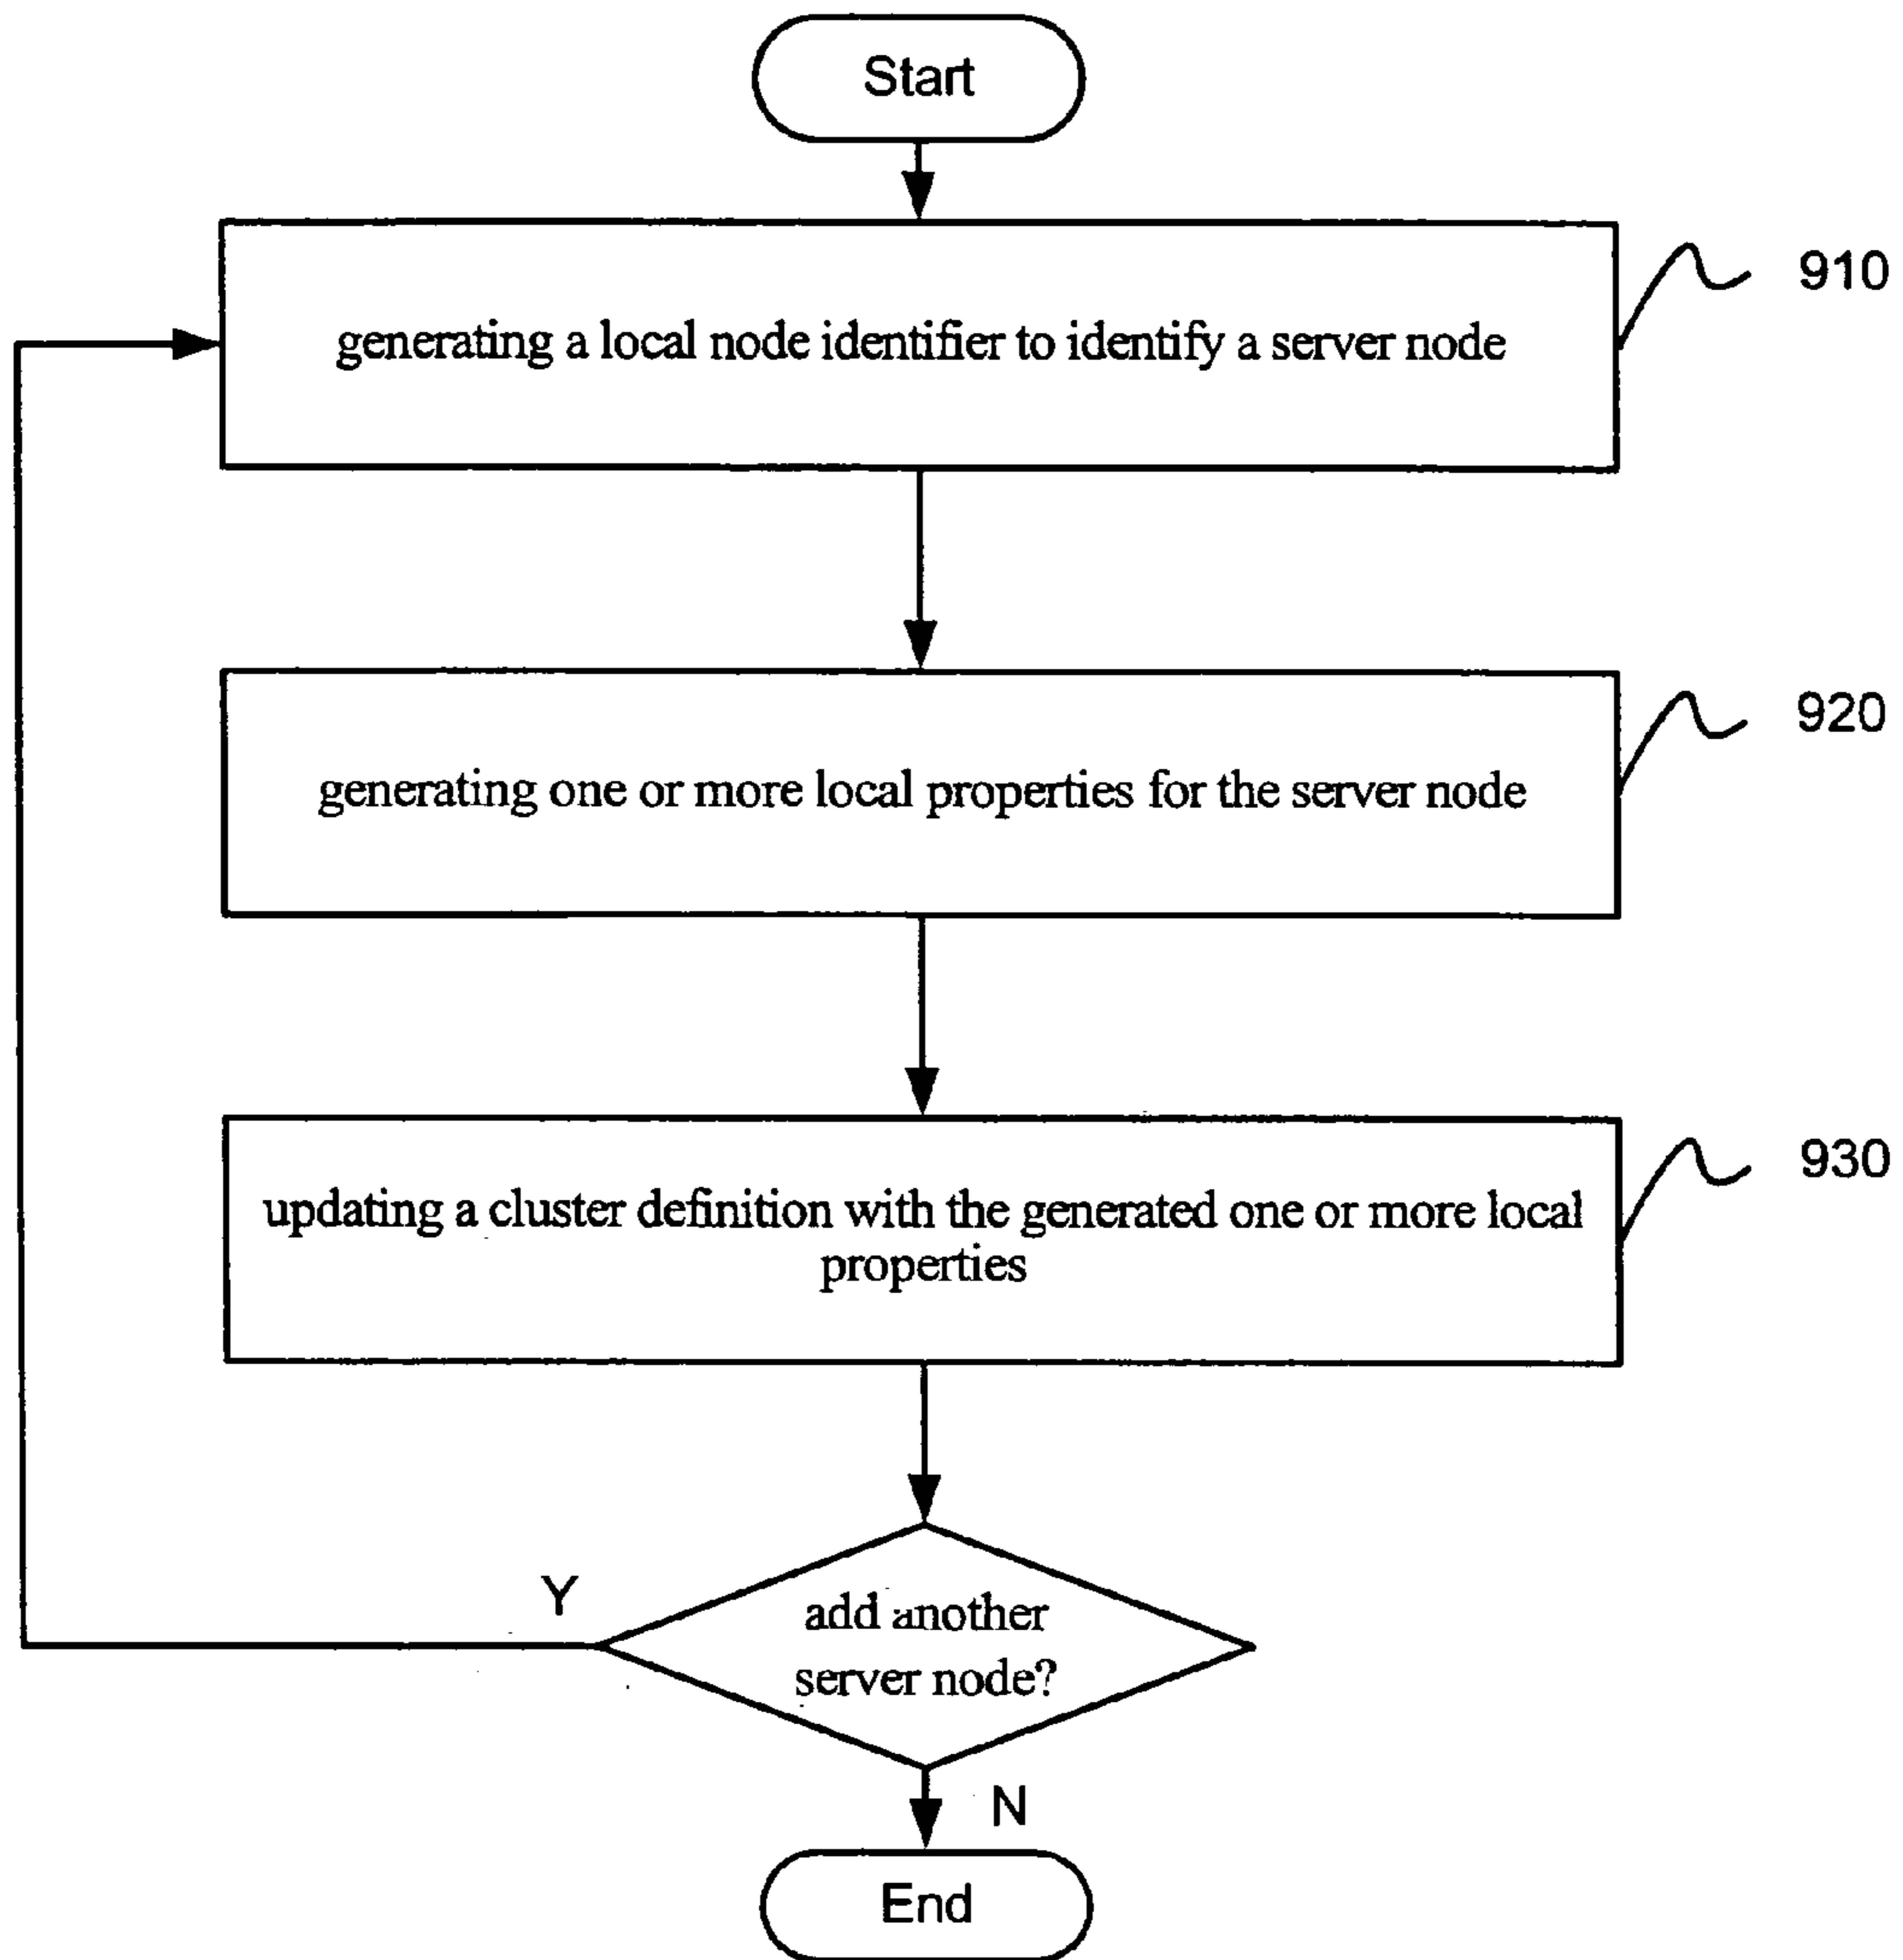 Start
generating a local node identifier to identify a server node
910
generating one or more local properties for the server node
920
updating a cluster definition with the generated one or more local
properties
930
add another
server node?
Y
N
End